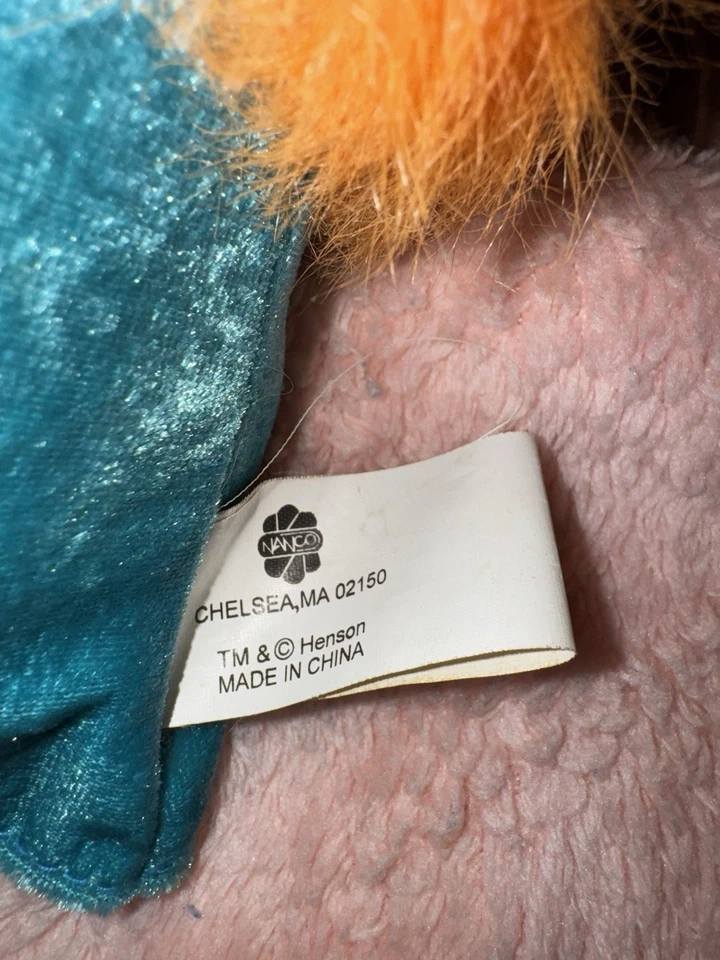 NANCO
CHELSEA,MA 02150
TM & © Henson
MADE IN CHINA